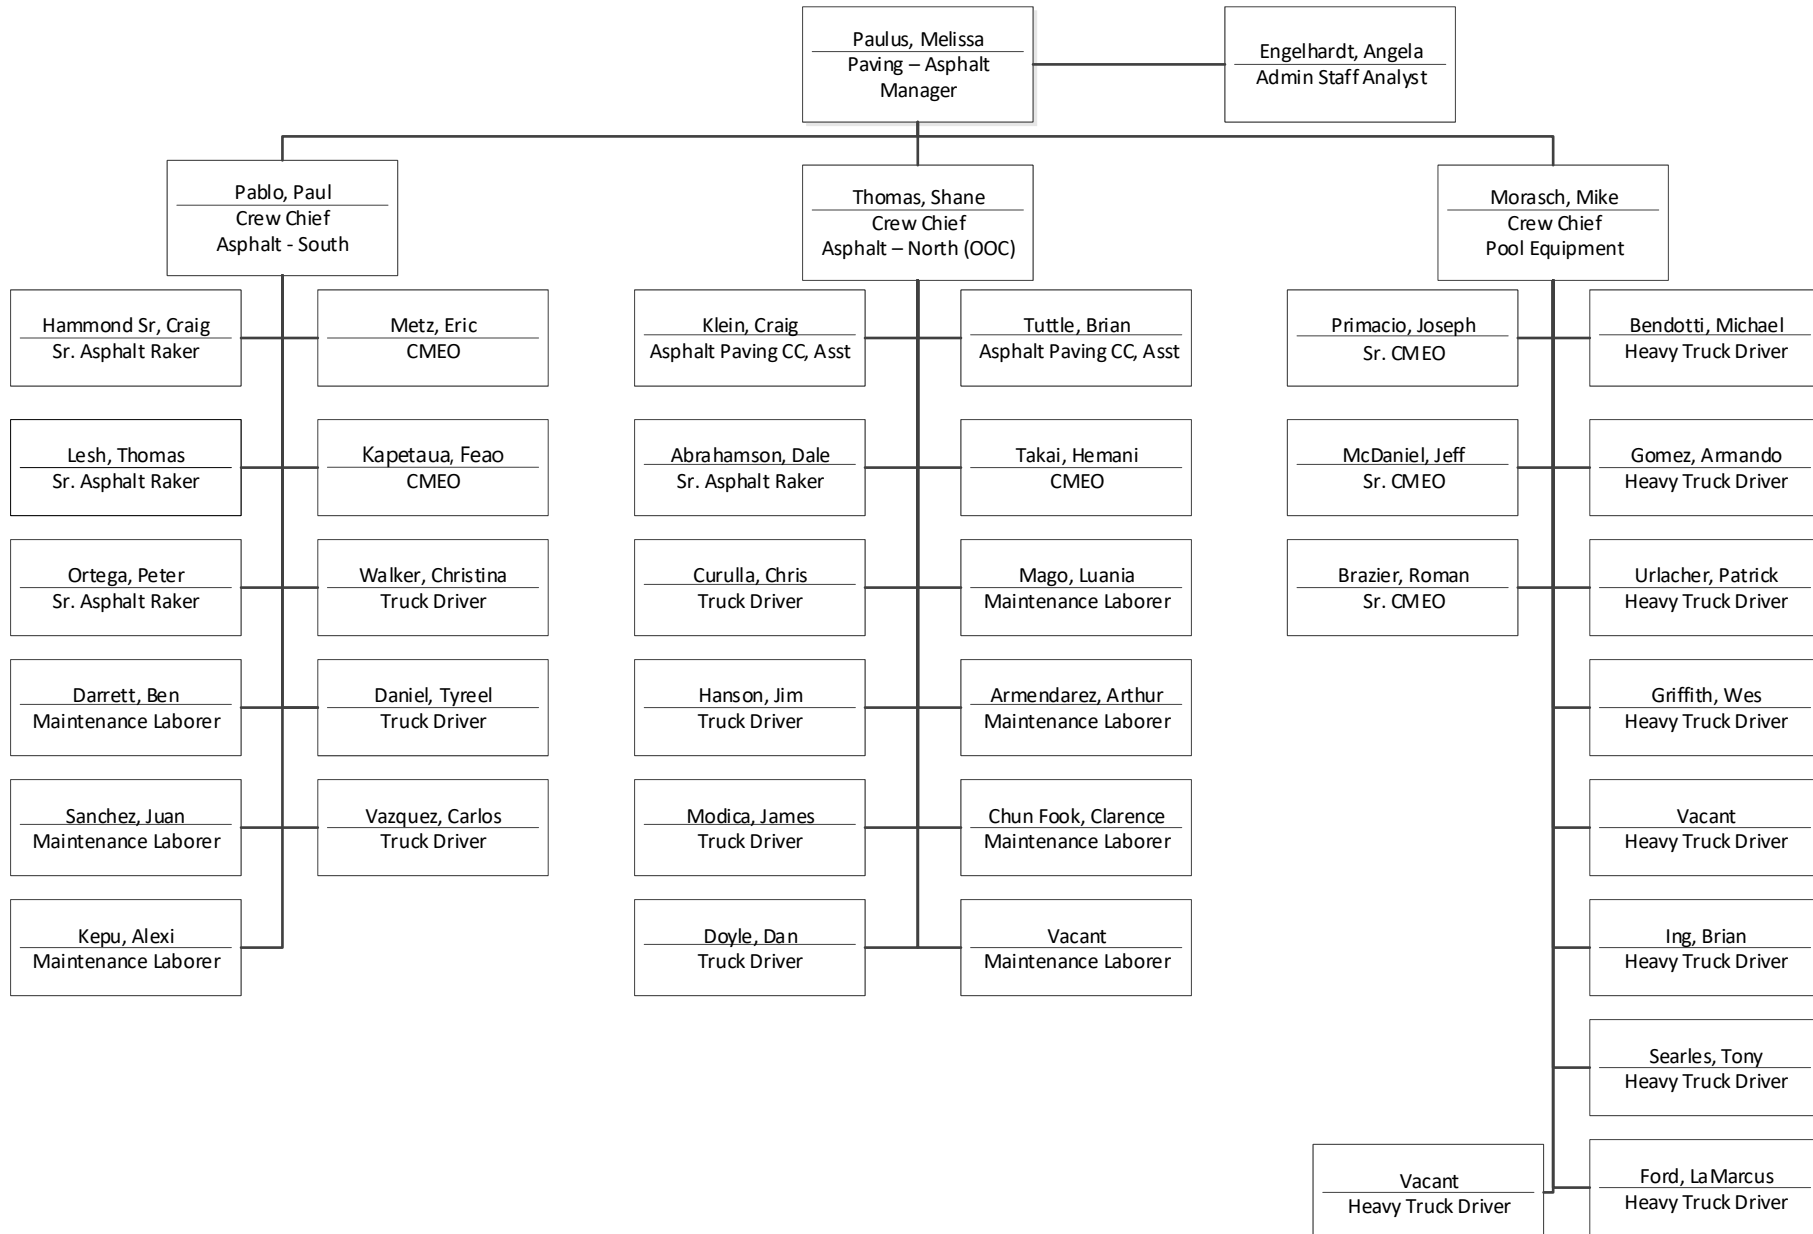 Paulus, Melissa
Paving – Asphalt
Manager
Engelhardt, Angela
Admin Staff Analyst
Pablo, Paul
Crew Chief
Asphalt - South
Thomas, Shane
Crew Chief
Asphalt – North (OOC)
Morasch, Mike
Crew Chief
Pool Equipment
Hammond Sr, Craig
Sr. Asphalt Raker
Metz, Eric
CMEO
Klein, Craig
Asphalt Paving CC, Asst
Tuttle, Brian
Asphalt Paving CC, Asst
Primacio, Joseph
Sr. CMEO
Bendotti, Michael
Heavy Truck Driver
Lesh, Thomas
Sr. Asphalt Raker
Kapetaua, Feao
CMEO
Abrahamson, Dale
Sr. Asphalt Raker
Takai, Hemani
CMEO
McDaniel, Jeff
Sr. CMEO
Gomez, Armando
Heavy Truck Driver
Ortega, Peter
Sr. Asphalt Raker
Walker, Christina
Truck Driver
Curulla, Chris
Truck Driver
Mago, Luania
Maintenance Laborer
Brazier, Roman
Sr. CMEO
Urlacher, Patrick
Heavy Truck Driver
Darrett, Ben
Maintenance Laborer
Daniel, Tyreel
Truck Driver
Hanson, Jim
Truck Driver
Armendarez, Arthur
Maintenance Laborer
Griffith, Wes
Heavy Truck Driver
Sanchez, Juan
Maintenance Laborer
Vazquez, Carlos
Truck Driver
Modica, James
Truck Driver
Chun Fook, Clarence
Maintenance Laborer
Vacant
Heavy Truck Driver
Kepu, Alexi
Maintenance Laborer
Doyle, Dan
Truck Driver
Vacant
Maintenance Laborer
Ing, Brian
Heavy Truck Driver
Searles, Tony
Heavy Truck Driver
Vacant
Heavy Truck Driver
Ford, LaMarcus
Heavy Truck Driver